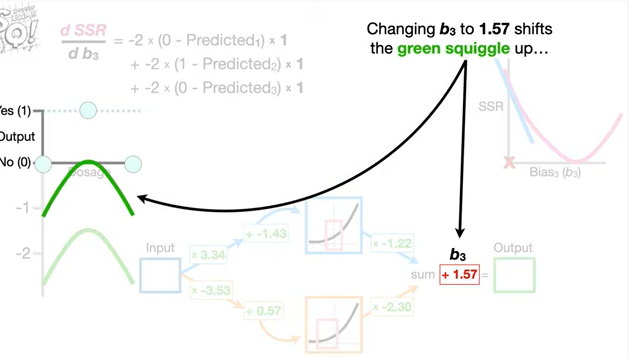 SQ!
d SSR
d b₃
= -2 × (0 - Predicted₁) × 1
+ -2 × (1 - Predicted₂) × 1
+ -2 × (0 - Predicted₃) × 1
Changing b₃ to 1.57 shifts
the green squiggle up…
SSR
Bias₃ (b₃)
Yes (1)
Output
No (0)
Dosage
-1
-2
Input
× 3.34
+ -1.43
× -1.22
× -3.53
+ 0.57
× -2.30
b₃
sum + 1.57 =
Output